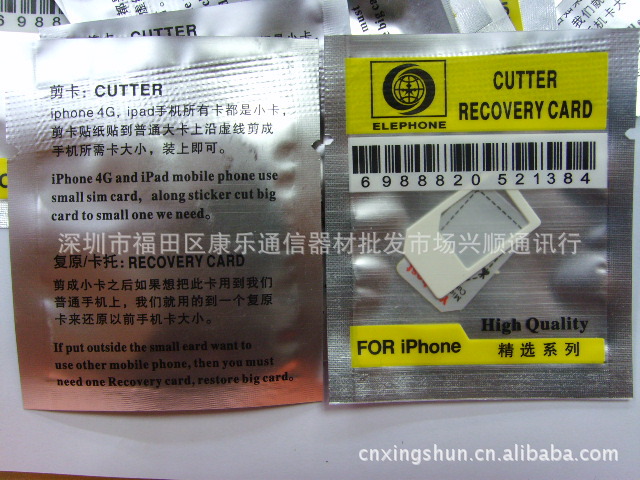 6988
CUTTER
剪卡: CUTTER
iphone 4G, ipad手机所有卡都是小卡,
剪卡贴纸贴到普通大卡上沿虚线剪成
手机所需卡大小，装上即可。
iPhone 4G and iPad mobile phone use
small sim card， along sticker cut big
card to small one we need。
深圳市福田区康乐通信器材批发市场兴顺通讯行
复原/卡托: RECOVERY CARD
剪成小卡之后如果想把此卡用到我们
普通手机上，我们就用的到一个复原
卡来还原以前手机卡大小。
If put outside the small eard want to
use other mobile phone, then you must
need one Recovery card, restore big card。
ELEPHONE
CUTTER
RECOVERY CARD
6 988820 521384
High Quality
FOR iPhone
精选系列
cnxingshun.cn.alibaba.com